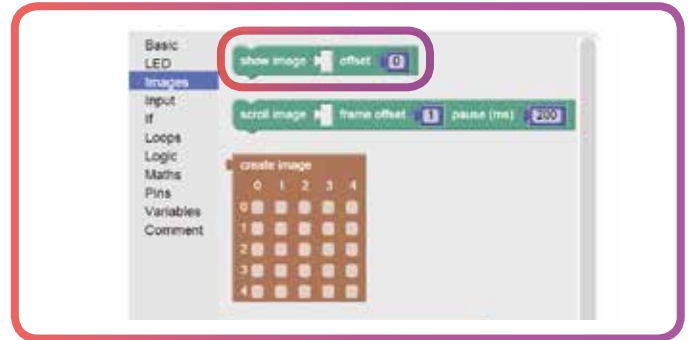 Basic
LED
Images
Input
If
Loops
Logic
Maths
Pins
Variables
Comment
show image offset 0
scroll image frame offset 1 pause (ms) 200
create image
0 1 2 3 4
0
1
2
3
4